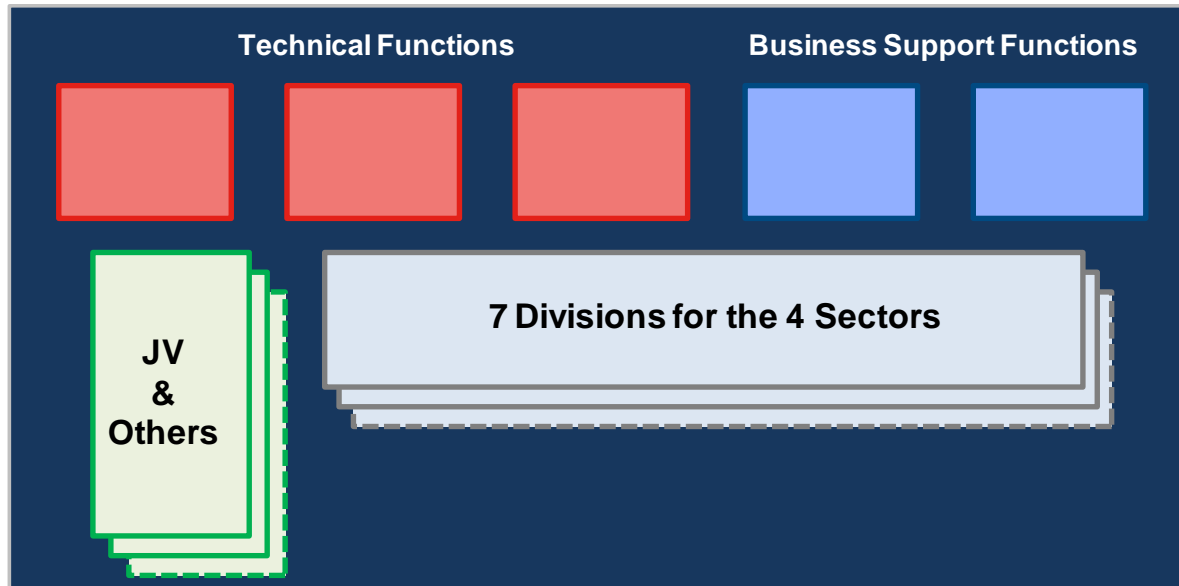 Technical Functions
Business Support Functions
7 Divisions for the 4 Sectors
JV
&
Others